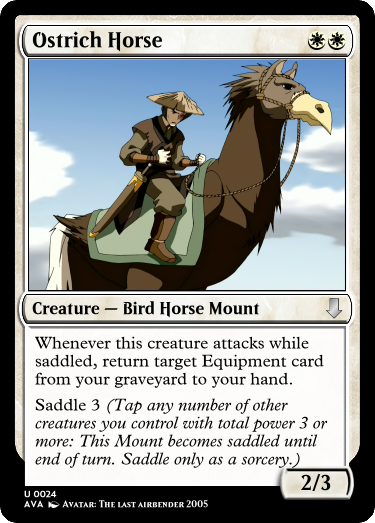 Ostrich Horse
Creature — Bird Horse Mount
Whenever this creature attacks while
saddled, return target Equipment card
from your graveyard to your hand.
Saddle 3 (Tap any number of other
creatures you control with total power 3 or
more: This Mount becomes saddled until
end of turn. Saddle only as a sorcery.)
2/3
U 0024
AVA Avatar: The last airbender 2005